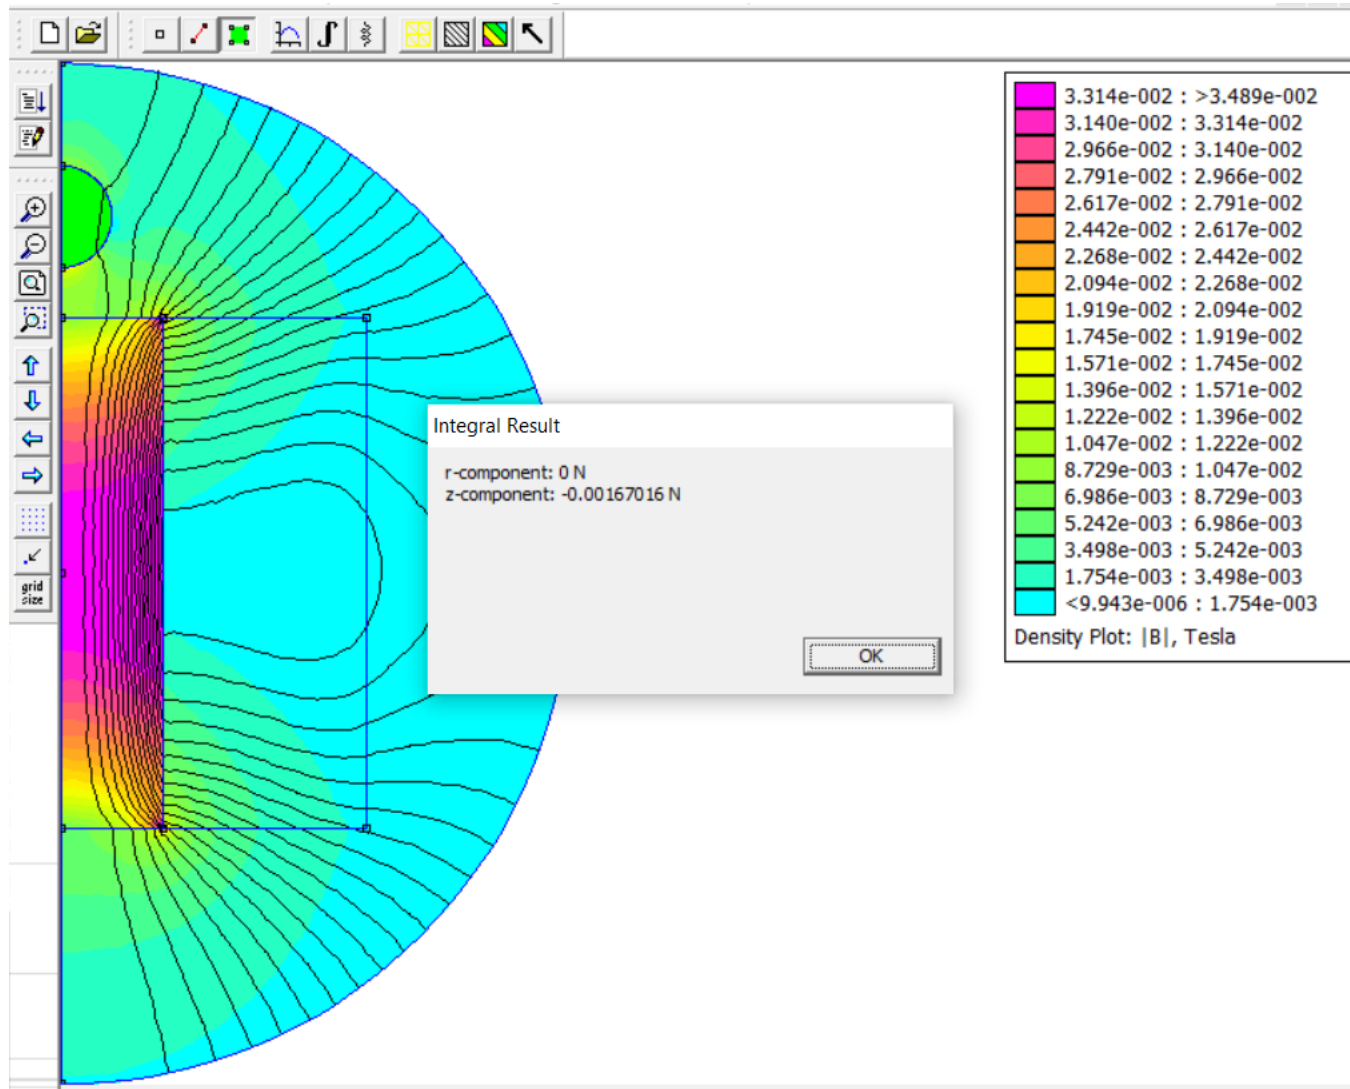 grid
size
3.314e-002 : >3.489e-002
3.140e-002 : 3.314e-002
2.966e-002 : 3.140e-002
2.791e-002 : 2.966e-002
2.617e-002 : 2.791e-002
2.442e-002 : 2.617e-002
2.268e-002 : 2.442e-002
2.094e-002 : 2.268e-002
1.919e-002 : 2.094e-002
1.745e-002 : 1.919e-002
1.571e-002 : 1.745e-002
1.396e-002 : 1.571e-002
1.222e-002 : 1.396e-002
1.047e-002 : 1.222e-002
8.729e-003 : 1.047e-002
6.986e-003 : 8.729e-003
5.242e-003 : 6.986e-003
3.498e-003 : 5.242e-003
1.754e-003 : 3.498e-003
<9.943e-006 : 1.754e-003
Density Plot: |B|, Tesla
Integral Result
r-component: 0 N
z-component: -0.00167016 N
OK